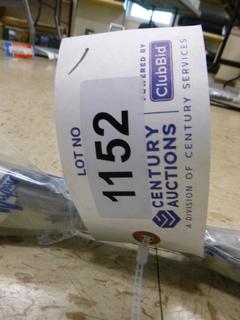 LOT NO
1152
CENTURY
AUCTIONS
A DIVISION OF CENTURY SERVICES
POWERED BY
ClubBid